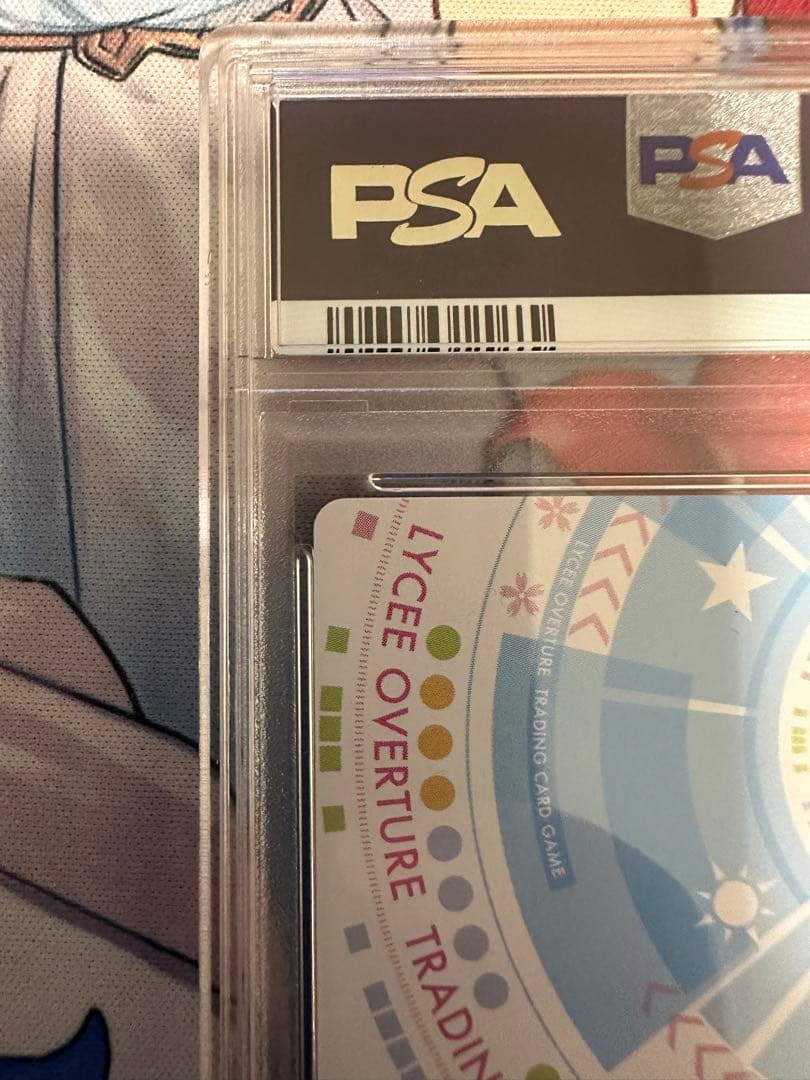 PSA
PSA
LYCEE OVERTURE TRADIN
LYCEE OVERTURE TRADING CARD GAME